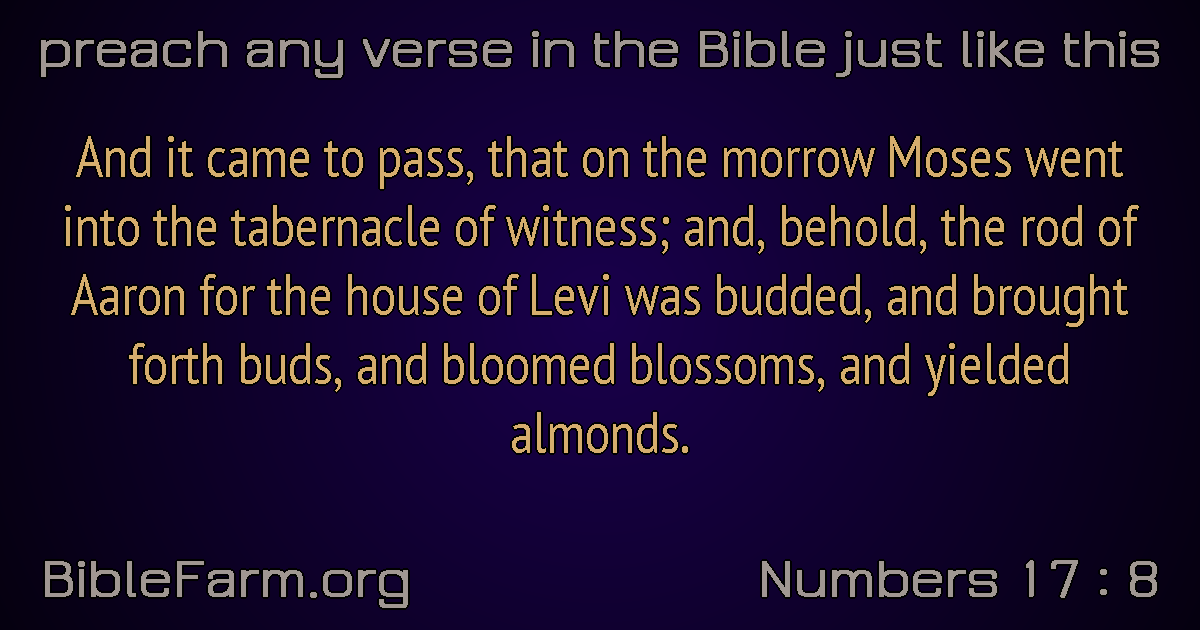 preach any verse in the Bible just like this
And it came to pass, that on the morrow Moses went
into the tabernacle of witness; and, behold, the rod of
Aaron for the house of Levi was budded, and brought
forth buds, and bloomed blossoms, and yielded
almonds.
BibleFarm.org
Numbers 17 : 8